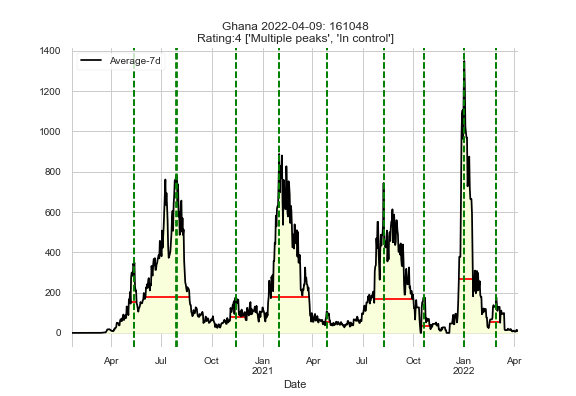 Ghana 2022-04-09: 161048
Rating:4 ['Multiple peaks', 'In control']
Average-7d
1400
1200
1000
800
600
400
200
0
Apr Jul Oct Jan Apr Jul Oct Jan Apr
2021 2022
Date